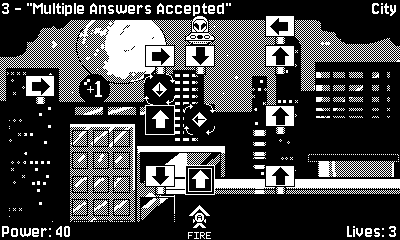 3 - "Multiple Answers Accepted"
City
+1
FIRE
Power: 40
Lives: 3